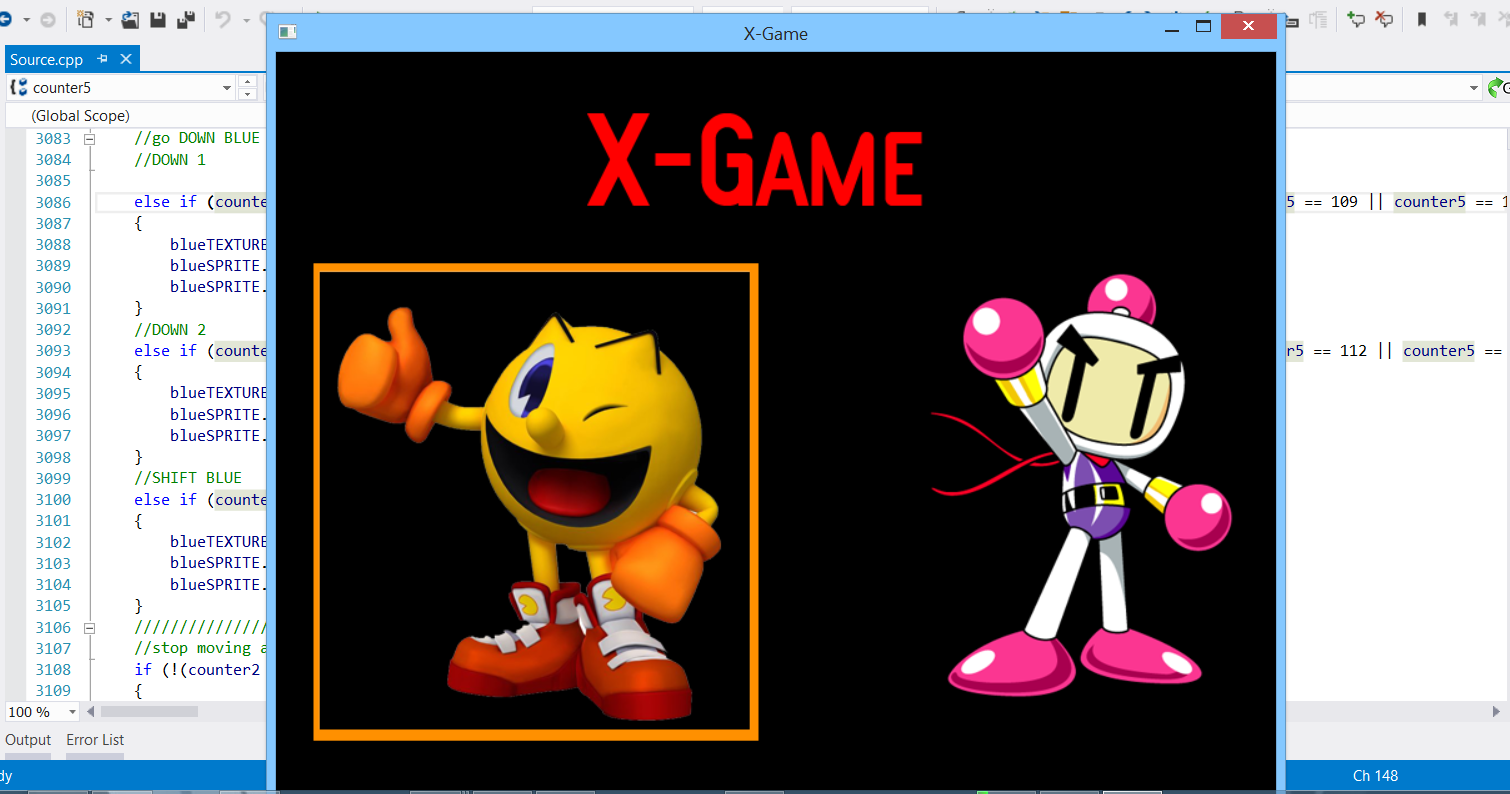 X-Game
Source.cpp
counter5
(Global Scope)
X-GAME
3083 //go DOWN BLUE
3084 //DOWN 1
3085
3086 else if (counte 5 == 109 || counter5 == 1
3087 {
3088 blueTEXTURE
3089 blueSPRITE.
3090 blueSPRITE.
3091 }
3092 //DOWN 2
3093 else if (counte r5 == 112 || counter5 ==
3094 {
3095 blueTEXTURE
3096 blueSPRITE.
3097 blueSPRITE.
3098 }
3099 //SHIFT BLUE
3100 else if (counte
3101 {
3102 blueTEXTURE
3103 blueSPRITE.
3104 blueSPRITE.
3105 }
3106 ///////////////
3107 //stop moving a
3108 if (!(counter2
3109 {
100 %
Output Error List
dy Ch 148